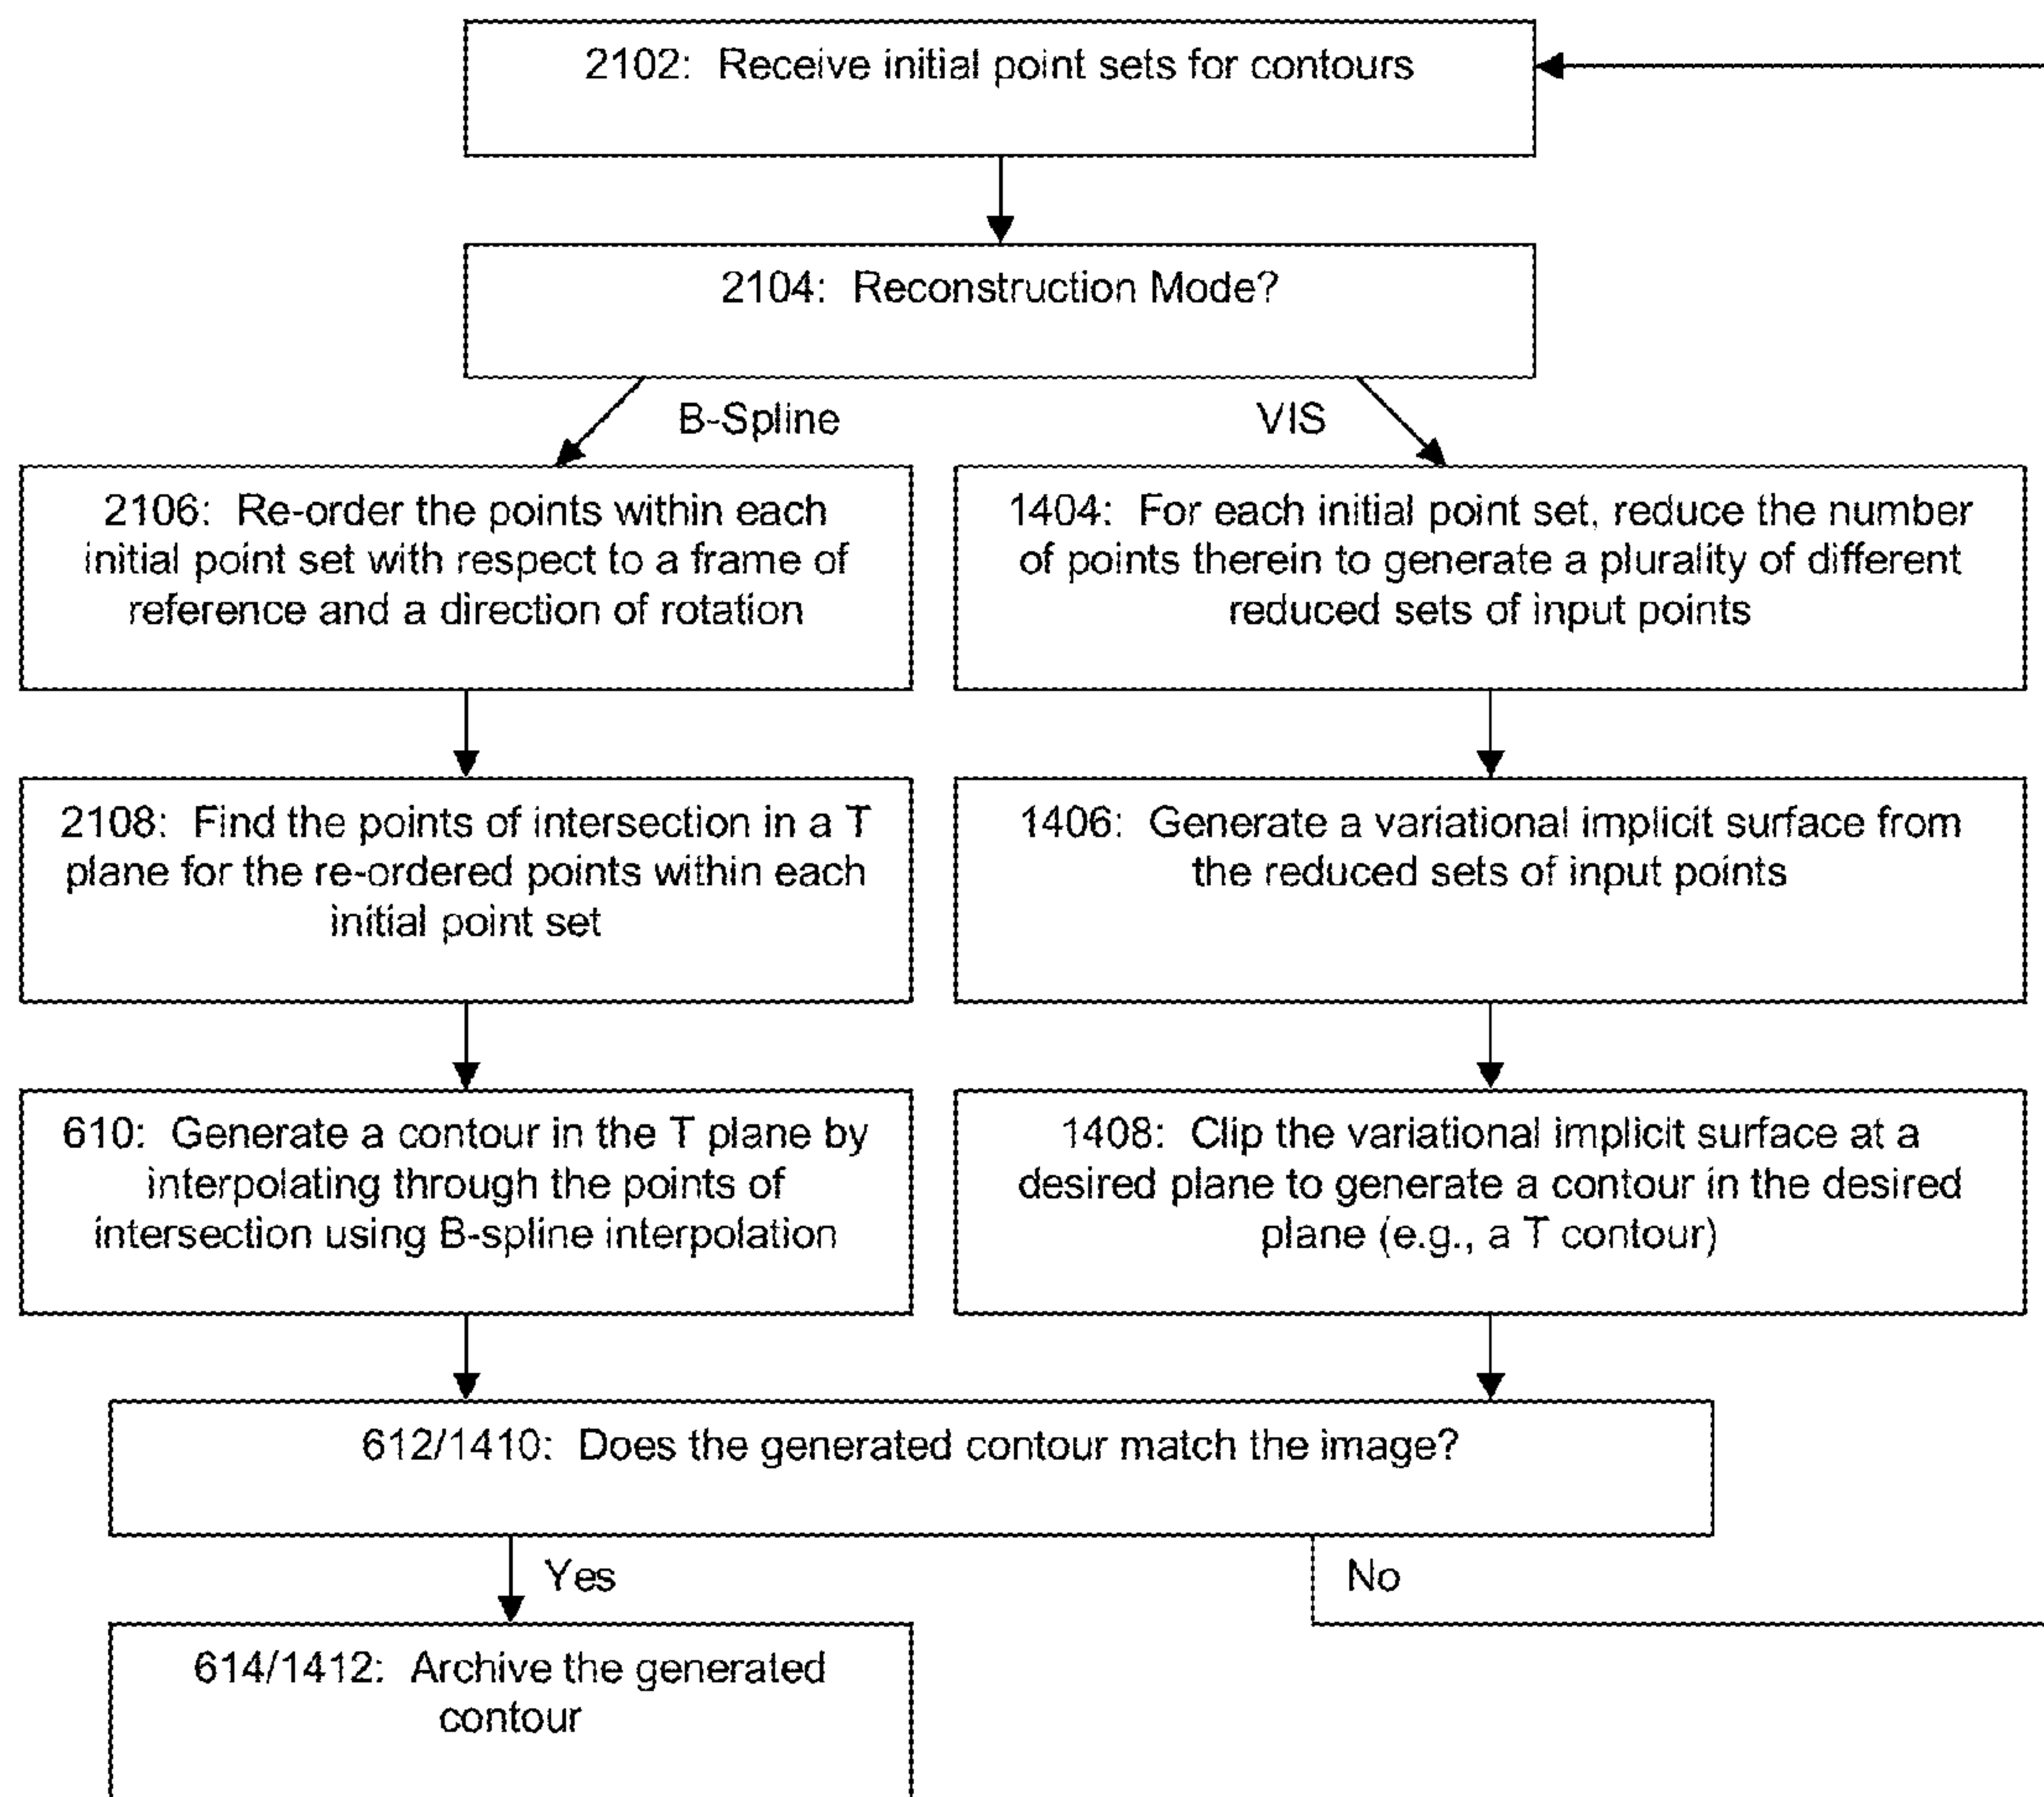 2102: Receive initial point sets for contours
2104: Reconstruction Mode?
B-Spline
VIS
2106: Re-order the points within each
initial point set with respect to a frame of
reference and a direction of rotation
1404: For each initial point set, reduce the number
of points therein to generate a plurality of different
reduced sets of input points
2108: Find the points of intersection in a T
plane for the re-ordered points within each
initial point set
1406: Generate a variational implicit surface from
the reduced sets of input points
610: Generate a contour in the T plane by
interpolating through the points of
intersection using B-spline interpolation
1408: Clip the variational implicit surface at a
desired plane to generate a contour in the desired
plane (e.g., a T contour)
612/1410: Does the generated contour match the image?
Yes
No
614/1412: Archive the generated
contour